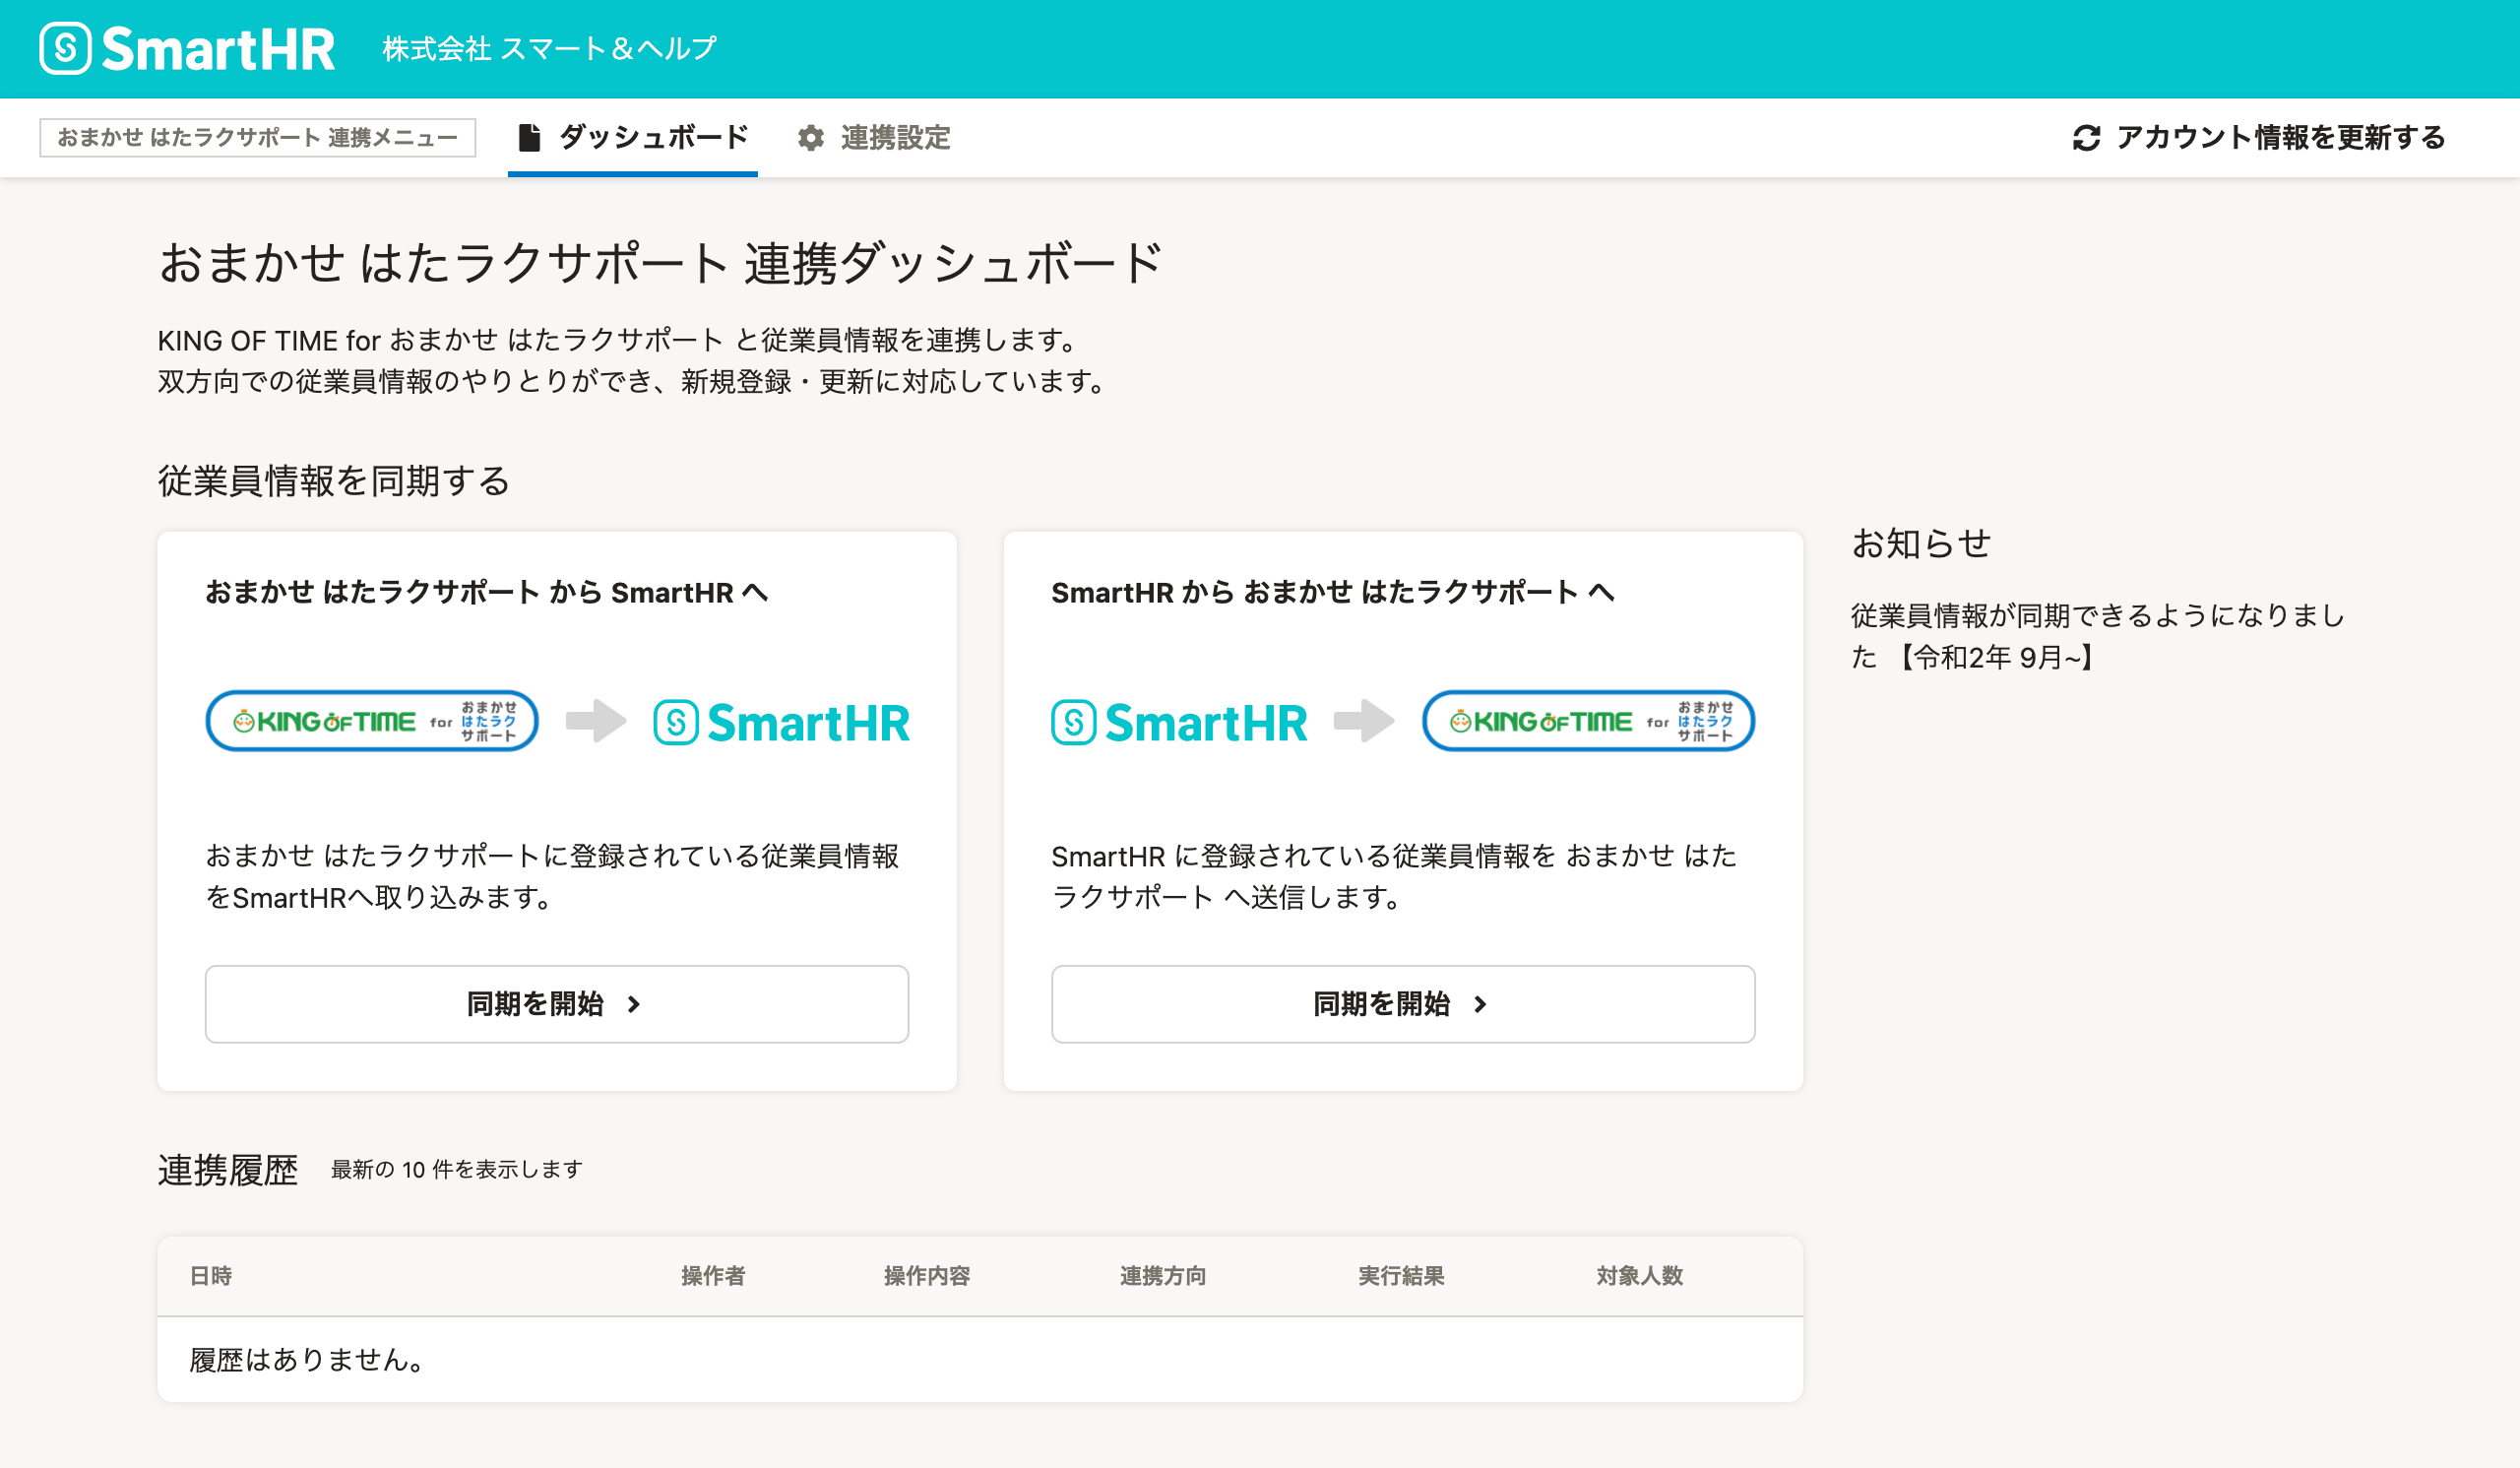 SmartHR 株式会社 スマート＆ヘルプ
おまかせ はたラクサポート 連携メニュー ダッシュボード 連携設定 アカウント情報を更新する
おまかせ はたラクサポート 連携ダッシュボード
KING OF TIME for おまかせ はたラクサポート と従業員情報を連携します。
双方向での従業員情報のやりとりができ、新規登録・更新に対応しています。
従業員情報を同期する
おまかせ はたラクサポート から SmartHR へ
KING OF TIME for おまかせ はたラク サポート
SmartHR
おまかせ はたラクサポートに登録されている従業員情報
をSmartHRへ取り込みます。
同期を開始
SmartHR から おまかせ はたラクサポート へ
SmartHR
KING OF TIME for おまかせ はたラク サポート
SmartHR に登録されている従業員情報を おまかせ はた
ラクサポート へ送信します。
同期を開始
お知らせ
従業員情報が同期できるようになりまし
た 【令和2年 9月~】
連携履歴 最新の 10 件を表示します
日時 操作者 操作内容 連携方向 実行結果 対象人数
履歴はありません。